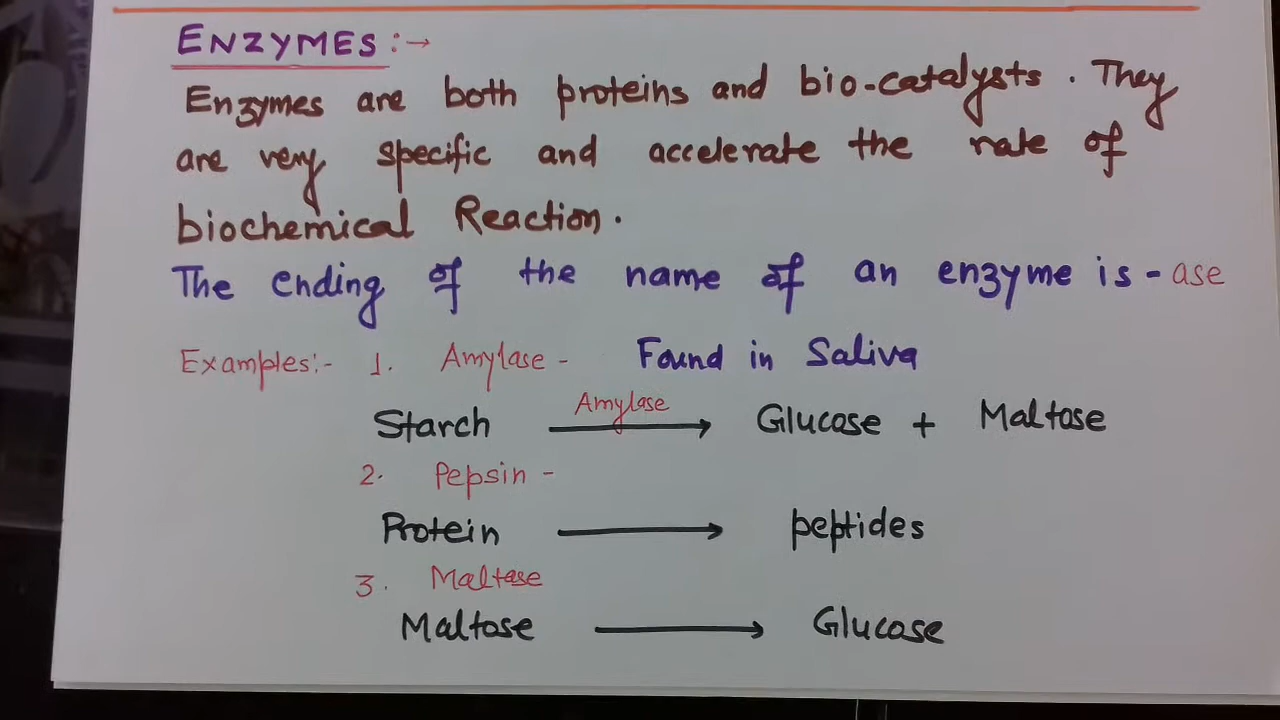 ENZYMES:→
Enzymes are both proteins and bio-catalysts. They
are very specific and accelerate the rate of
biochemical Reaction.
The ending of the name of an enzyme is - ase
Examples:- 1. Amylase - Found in Saliva
Starch Amylase → Glucose + Maltose
2. Pepsin -
Protein → peptides
3. Maltase
Maltose → Glucose